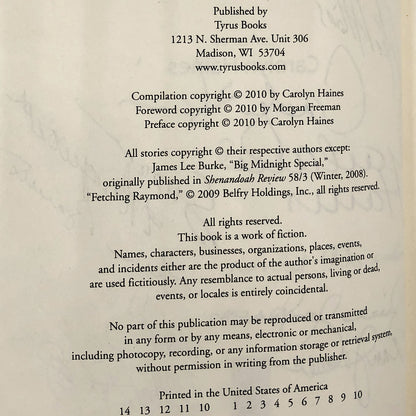 Published by
Tyrus Books
1213 N. Sherman Ave. Unit 306
Madison, WI 53704
www.tyrusbooks.com
Compilation copyright © 2010 by Carolyn Haines
Foreword copyright © 2010 by Morgan Freeman
Preface copyright © 2010 by Carolyn Haines
All stories copyright © their respective authors except:
James Lee Burke, “Big Midnight Special,”
originally published in Shenandoah Review 58/3 (Winter, 2008).
“Fetching Raymond,” © 2009 Belfry Holdings, Inc., all rights reserved.
All rights reserved.
This book is a work of fiction.
Names, characters, businesses, organizations, places, events,
and incidents either are the product of the author’s imagination or
are used fictitiously. Any resemblance to actual persons, living or dead,
events, or locales is entirely coincidental.
No part of this publication may be reproduced or transmitted
in any form or by any means, electronic or mechanical,
including photocopy, recording, or any information storage or retrieval system,
without permission in writing from the publisher.
Printed in the United States of America
14 13 12 11 10 1 2 3 4 5 6 7 8 9 10